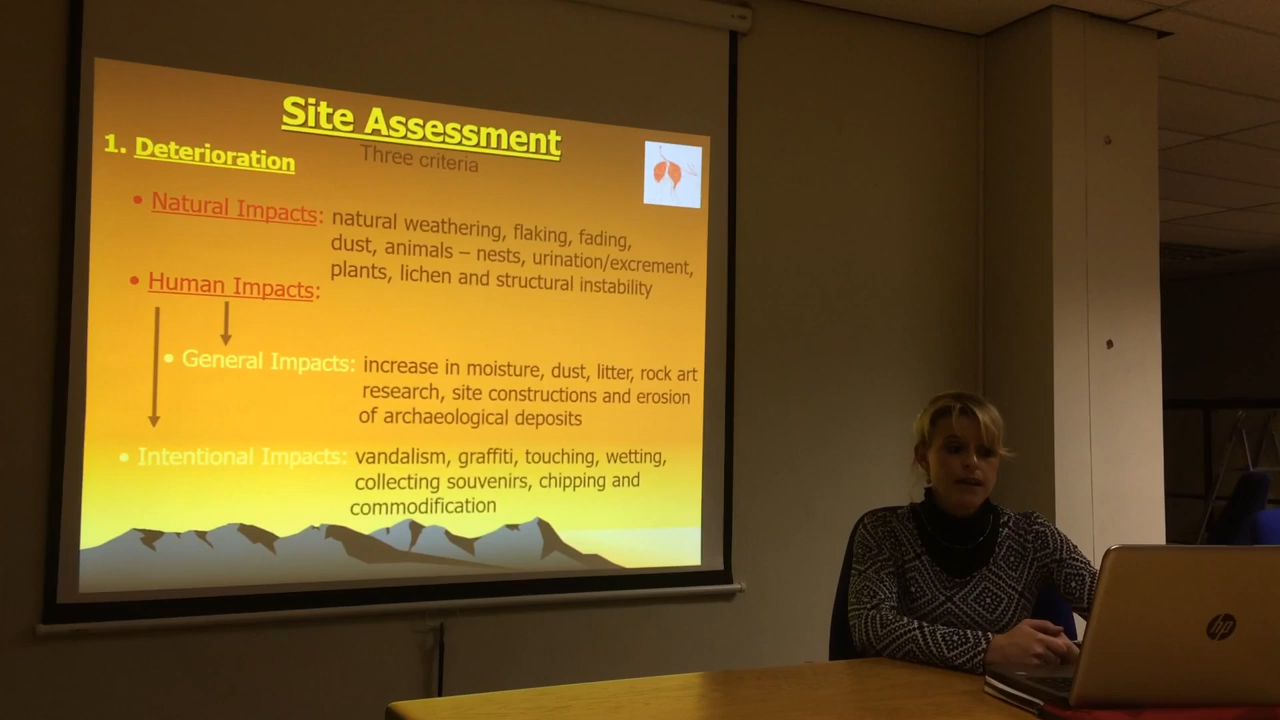 Site Assessment
Three criteria
1. Deterioration
• Natural Impacts: natural weathering, flaking, fading,
dust, animals – nests, urination/excrement,
plants, lichen and structural instability
• Human Impacts:
• General Impacts: increase in moisture, dust, litter, rock art
research, site constructions and erosion
of archaeological deposits
• Intentional Impacts: vandalism, graffiti, touching, wetting,
collecting souvenirs, chipping and
commodification
hp